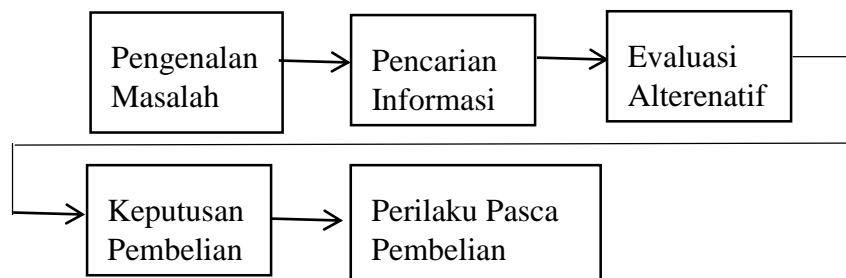 Pengenalan
Masalah
Pencarian
Informasi
Evaluasi
Alterenatif
Keputusan
Pembelian
Perilaku Pasca
Pembelian